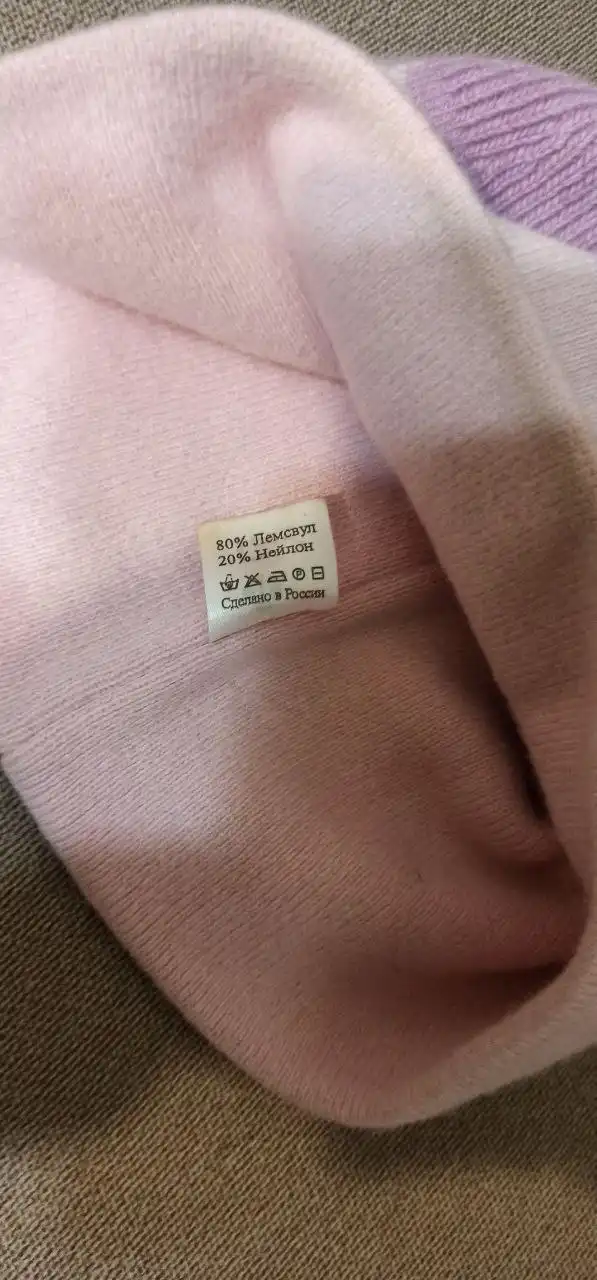 80% Лемсвул
20% Нейлон
Сделано в России